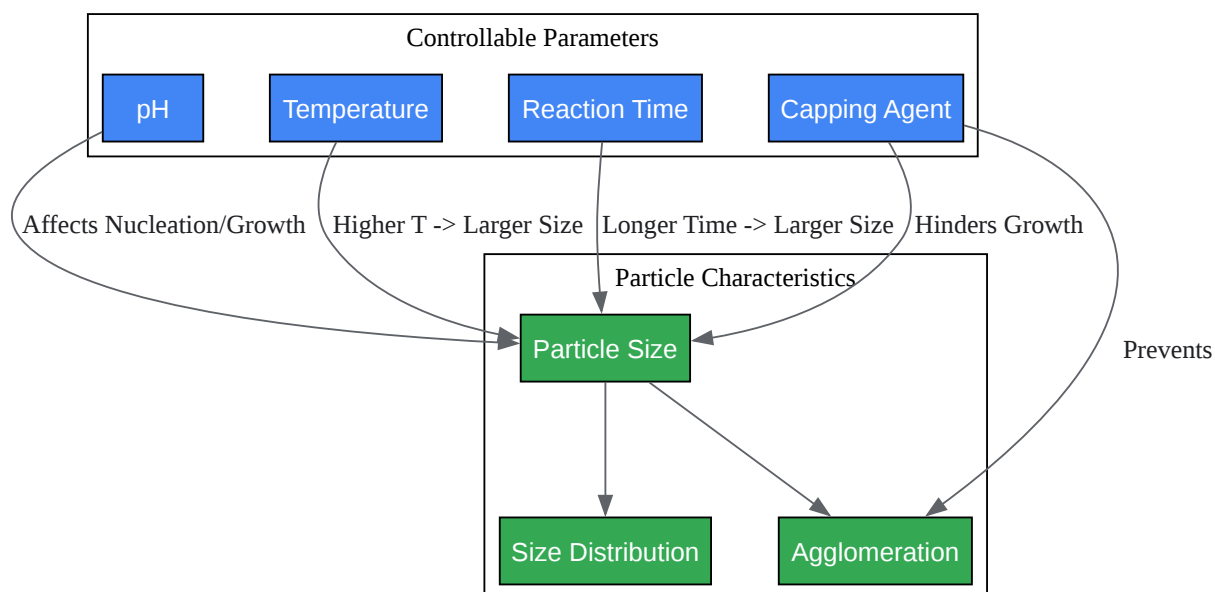 Controllable Parameters
pH
Temperature
Reaction Time
Capping Agent
Affects Nucleation/Growth
Higher T -> Larger Size
Longer Time -> Larger Size
Hinders Growth
Particle Characteristics
Particle Size
Prevents
Size Distribution
Agglomeration